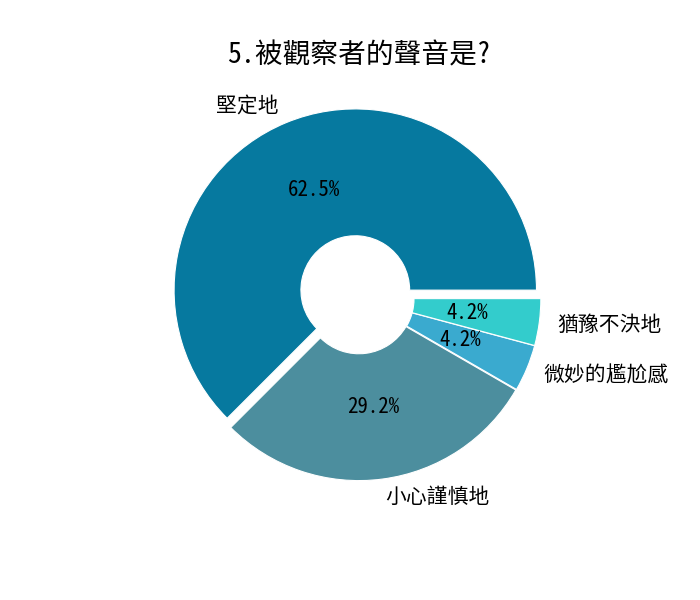 5.被觀察者的聲音是?
堅定地
62.5%
4.2%
猶豫不決地
4.2%
微妙的尷尬感
29.2%
小心謹慎地